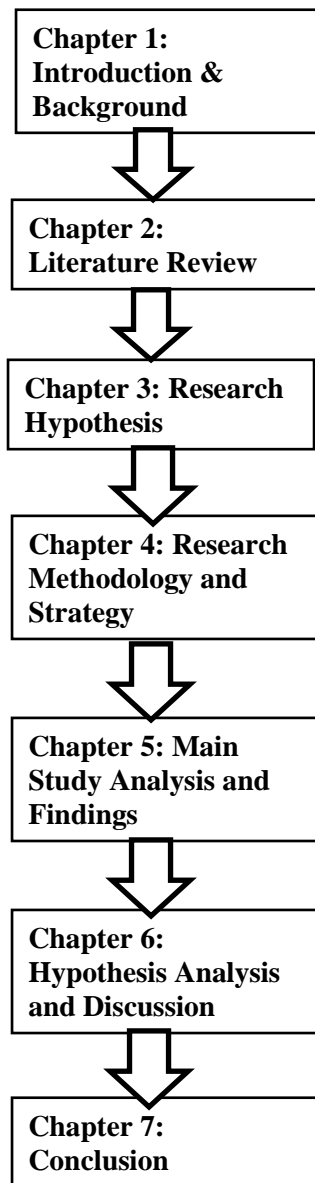 Chapter 1:
Introduction &
Background
Chapter 2:
Literature Review
Chapter 3: Research
Hypothesis
Chapter 4: Research
Methodology and
Strategy
Chapter 5: Main
Study Analysis and
Findings
Chapter 6:
Hypothesis Analysis
and Discussion
Chapter 7:
Conclusion